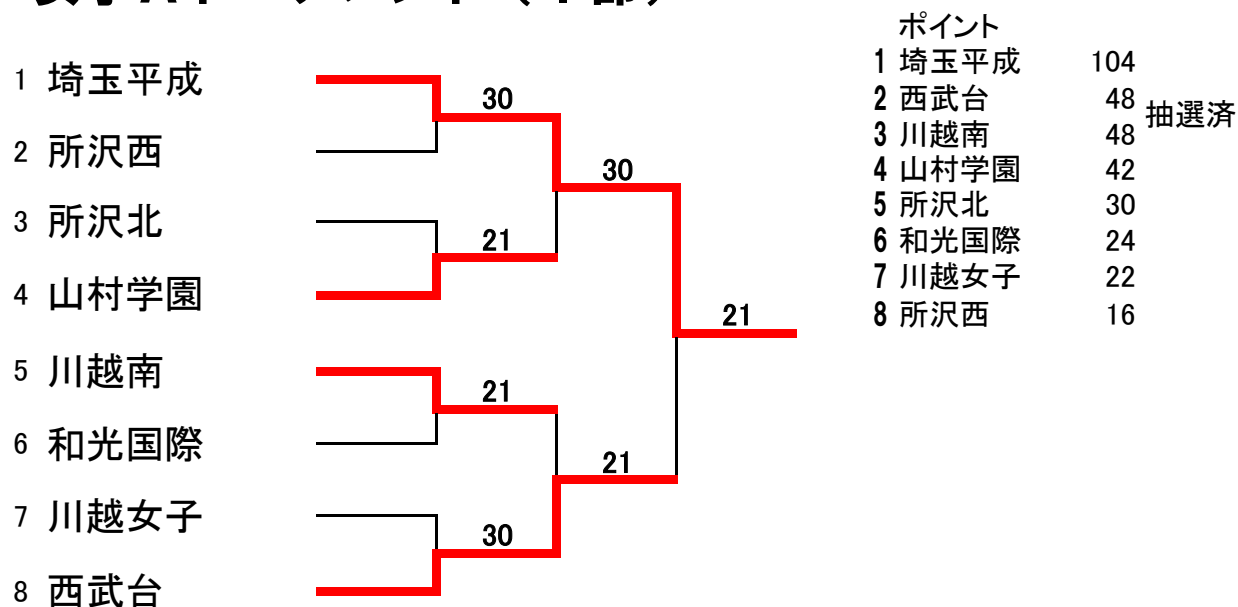 ポイント
1 埼玉平成 104
2 西武台 48
抽選済
3 川越南 48
4 山村学園 42
5 所沢北 30
6 和光国際 24
7 川越女子 22
8 所沢西 16
1 埼玉平成
30
2 所沢西
30
3 所沢北
21
4 山村学園
21
5 川越南
21
6 和光国際
21
7 川越女子
30
8 西武台